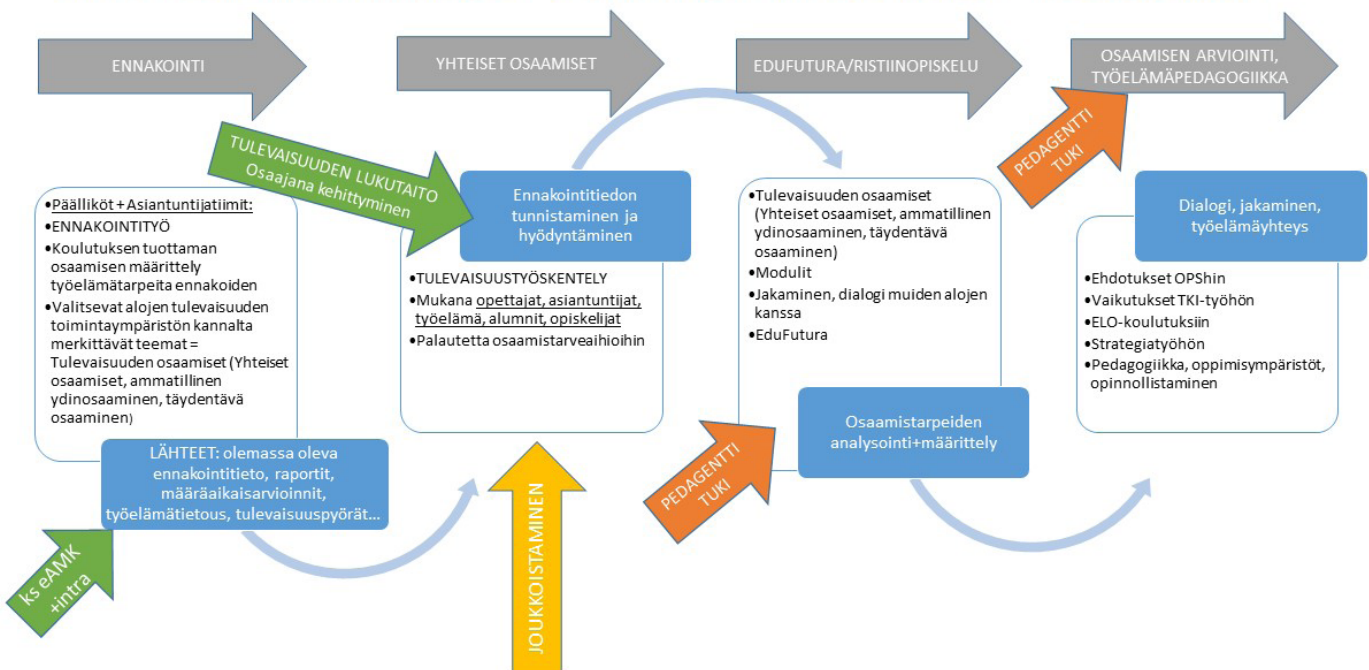 ENNAKOINTI
YHTEISET OSAAMISET
EDUFUTURA/RISTIINOPISKELU
OSAAMISEN ARVIOINTI,
TYÖELÄMÄPEDAGOGIIKKA
TULEVAISUUDEN LUKUTAITO
Osaajana kehittyminen
PEDAGENTTI
TUKI
•Päälliköt + Asiantuntijatiimit:
•ENNAKOINTITYÖ
•Koulutuksen tuottaman
osaamisen määrittely
työelämätarpeita ennakoiden
•Valitsevat alojen tulevaisuuden
toimintaympäristön kannalta
merkittävät teemat =
Tulevaisuuden osaamiset (Yhteiset
osaamiset, ammatillinen
ydinosaaminen, täydentävä
osaaminen)
LÄHTEET: olemassa oleva
ennakointitieto, raportit,
määräaikaisarvioinnit,
työelämätietous, tulevaisuuspyörät...
ks eAMK
+intra
Ennakointitiedon
tunnistaminen ja
hyödyntäminen
•TULEVAISUUSTYÖSKENTELY
•Mukana opettajat, asiantuntijat,
työelämä, alumnit, opiskelijat
•Palautetta osaamistarveaihioihin
JOUKKOISTAMINEN
•Tulevaisuuden osaamiset
(Yhteiset osaamiset, ammatillinen
ydinosaaminen, täydentävä
osaaminen)
•Modulit
•Jakaminen, dialogi muiden alojen
kanssa
•EduFutura
Osaamistarpeiden
analysointi+määrittely
PEDAGENTTI
TUKI
Dialogi, jakaminen,
työelämäyhteys
•Ehdotukset OPShin
•Vaikutukset TKI-työhön
•ELO-koulutuksiin
•Strategiatyöhön
•Pedagogiikka, oppimisympäristöt,
opinnollistaminen